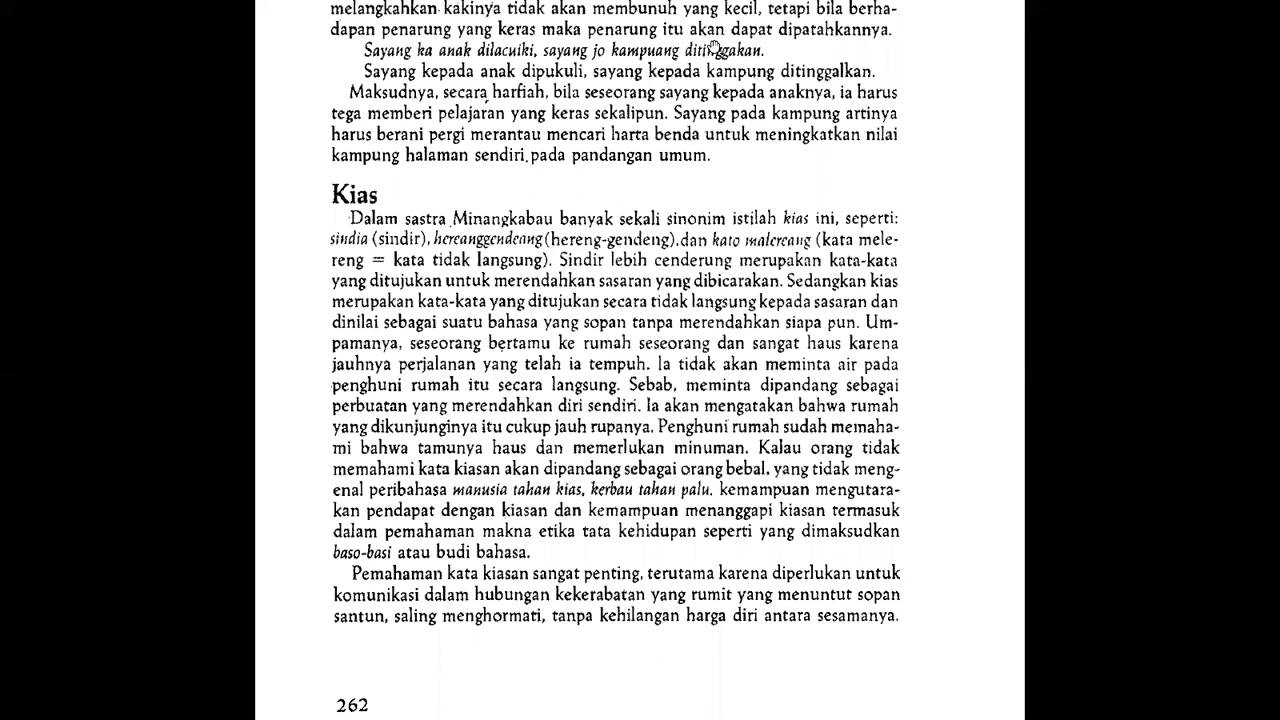 melangkahkan kakinya tidak akan membunuh yang kecil, tetapi bila berha-
dapan penarung yang keras maka penarung itu akan dapat dipatahkannya.
Sayang ka anak dilacuiki, sayang jo kampuang ditinggakan.
Sayang kepada anak dipukuli, sayang kepada kampung ditinggalkan.
Maksudnya, secara harfiah, bila seseorang sayang kepada anaknya, ia harus
tega memberi pelajaran yang keras sekalipun. Sayang pada kampung artinya
harus berani pergi merantau mencari harta benda untuk meningkatkan nilai
kampung halaman sendiri pada pandangan umum.
Kias
Dalam sastra Minangkabau banyak sekali sinonim istilah kias ini, seperti:
sindia (sindir), hereanggendeang (hereng-gendeng).dan kato malereang (kata mele-
reng = kata tidak langsung). Sindir lebih cenderung merupakan kata-kata
yang ditujukan untuk merendahkan sasaran yang dibicarakan. Sedangkan kias
merupakan kata-kata yang ditujukan secara tidak langsung kepada sasaran dan
dinilai sebagai suatu bahasa yang sopan tanpa merendahkan siapa pun. Um-
pamanya, seseorang bertamu ke rumah seseorang dan sangat haus karena
jauhnya perjalanan yang telah ia tempuh. Ia tidak akan meminta air pada
penghuni rumah itu secara langsung. Sebab, meminta dipandang sebagai
perbuatan yang merendahkan diri sendiri. Ia akan mengatakan bahwa rumah
yang dikunjunginya itu cukup jauh rupanya. Penghuni rumah sudah memaha-
mi bahwa tamunya haus dan memerlukan minuman. Kalau orang tidak
memahami kata kiasan akan dipandang sebagai orang bebal, yang tidak meng-
enal peribahasa manusia tahan kias, kerbau tahan palu. kemampuan mengutara-
kan pendapat dengan kiasan dan kemampuan menanggapi kiasan termasuk
dalam pemahaman makna etika tata kehidupan seperti yang dimaksudkan
baso-basi atau budi bahasa.
Pemahaman kata kiasan sangat penting, terutama karena diperlukan untuk
komunikasi dalam hubungan kekerabatan yang rumit yang menuntut sopan
santun, saling menghormati, tanpa kehilangan harga diri antara sesamanya.
262